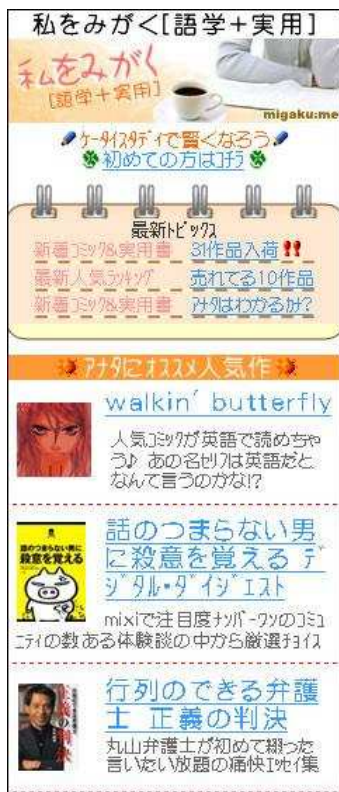 私をみがく[語学＋実用]
私をみがく
[語学＋実用]
migaku:me
ｹｰﾀｲｽﾀﾃﾞｨで賢くなろう
初めての方はｺﾁﾗ
最新ﾄﾋﾟｯｸｽ
新着ｺﾐｯｸ&実用書 31作品入荷
最新人気ﾗﾝｷﾝｸﾞ 売れてる10作品
新着ｺﾐｯｸ&実用書 ｱﾅﾀはわかるか?
ｱﾅﾀにｵｽｽﾒ人気作
walkin' butterfly
人気ｺﾐｯｸが英語で読めちゃ
う♪ あの名ｾﾘﾌは英語だと
なんて言うのかな!?
話のつまらない男に
殺意を覚える
話のつまらない男
に殺意を覚える ﾃﾞ
ｼﾞﾀﾙ・ﾀﾞｲｼﾞｪｽﾄ
mixiで注目度ﾅﾝﾊﾞｰﾜﾝのｺﾐｭ
ﾆﾃｨの数ある体験談の中から厳選ﾁｮｲｽ
正義の判決
行列のできる弁護
士 正義の判決
丸山弁護士が初めて綴った
言いたい放題の痛快ｴｯｾｲ集